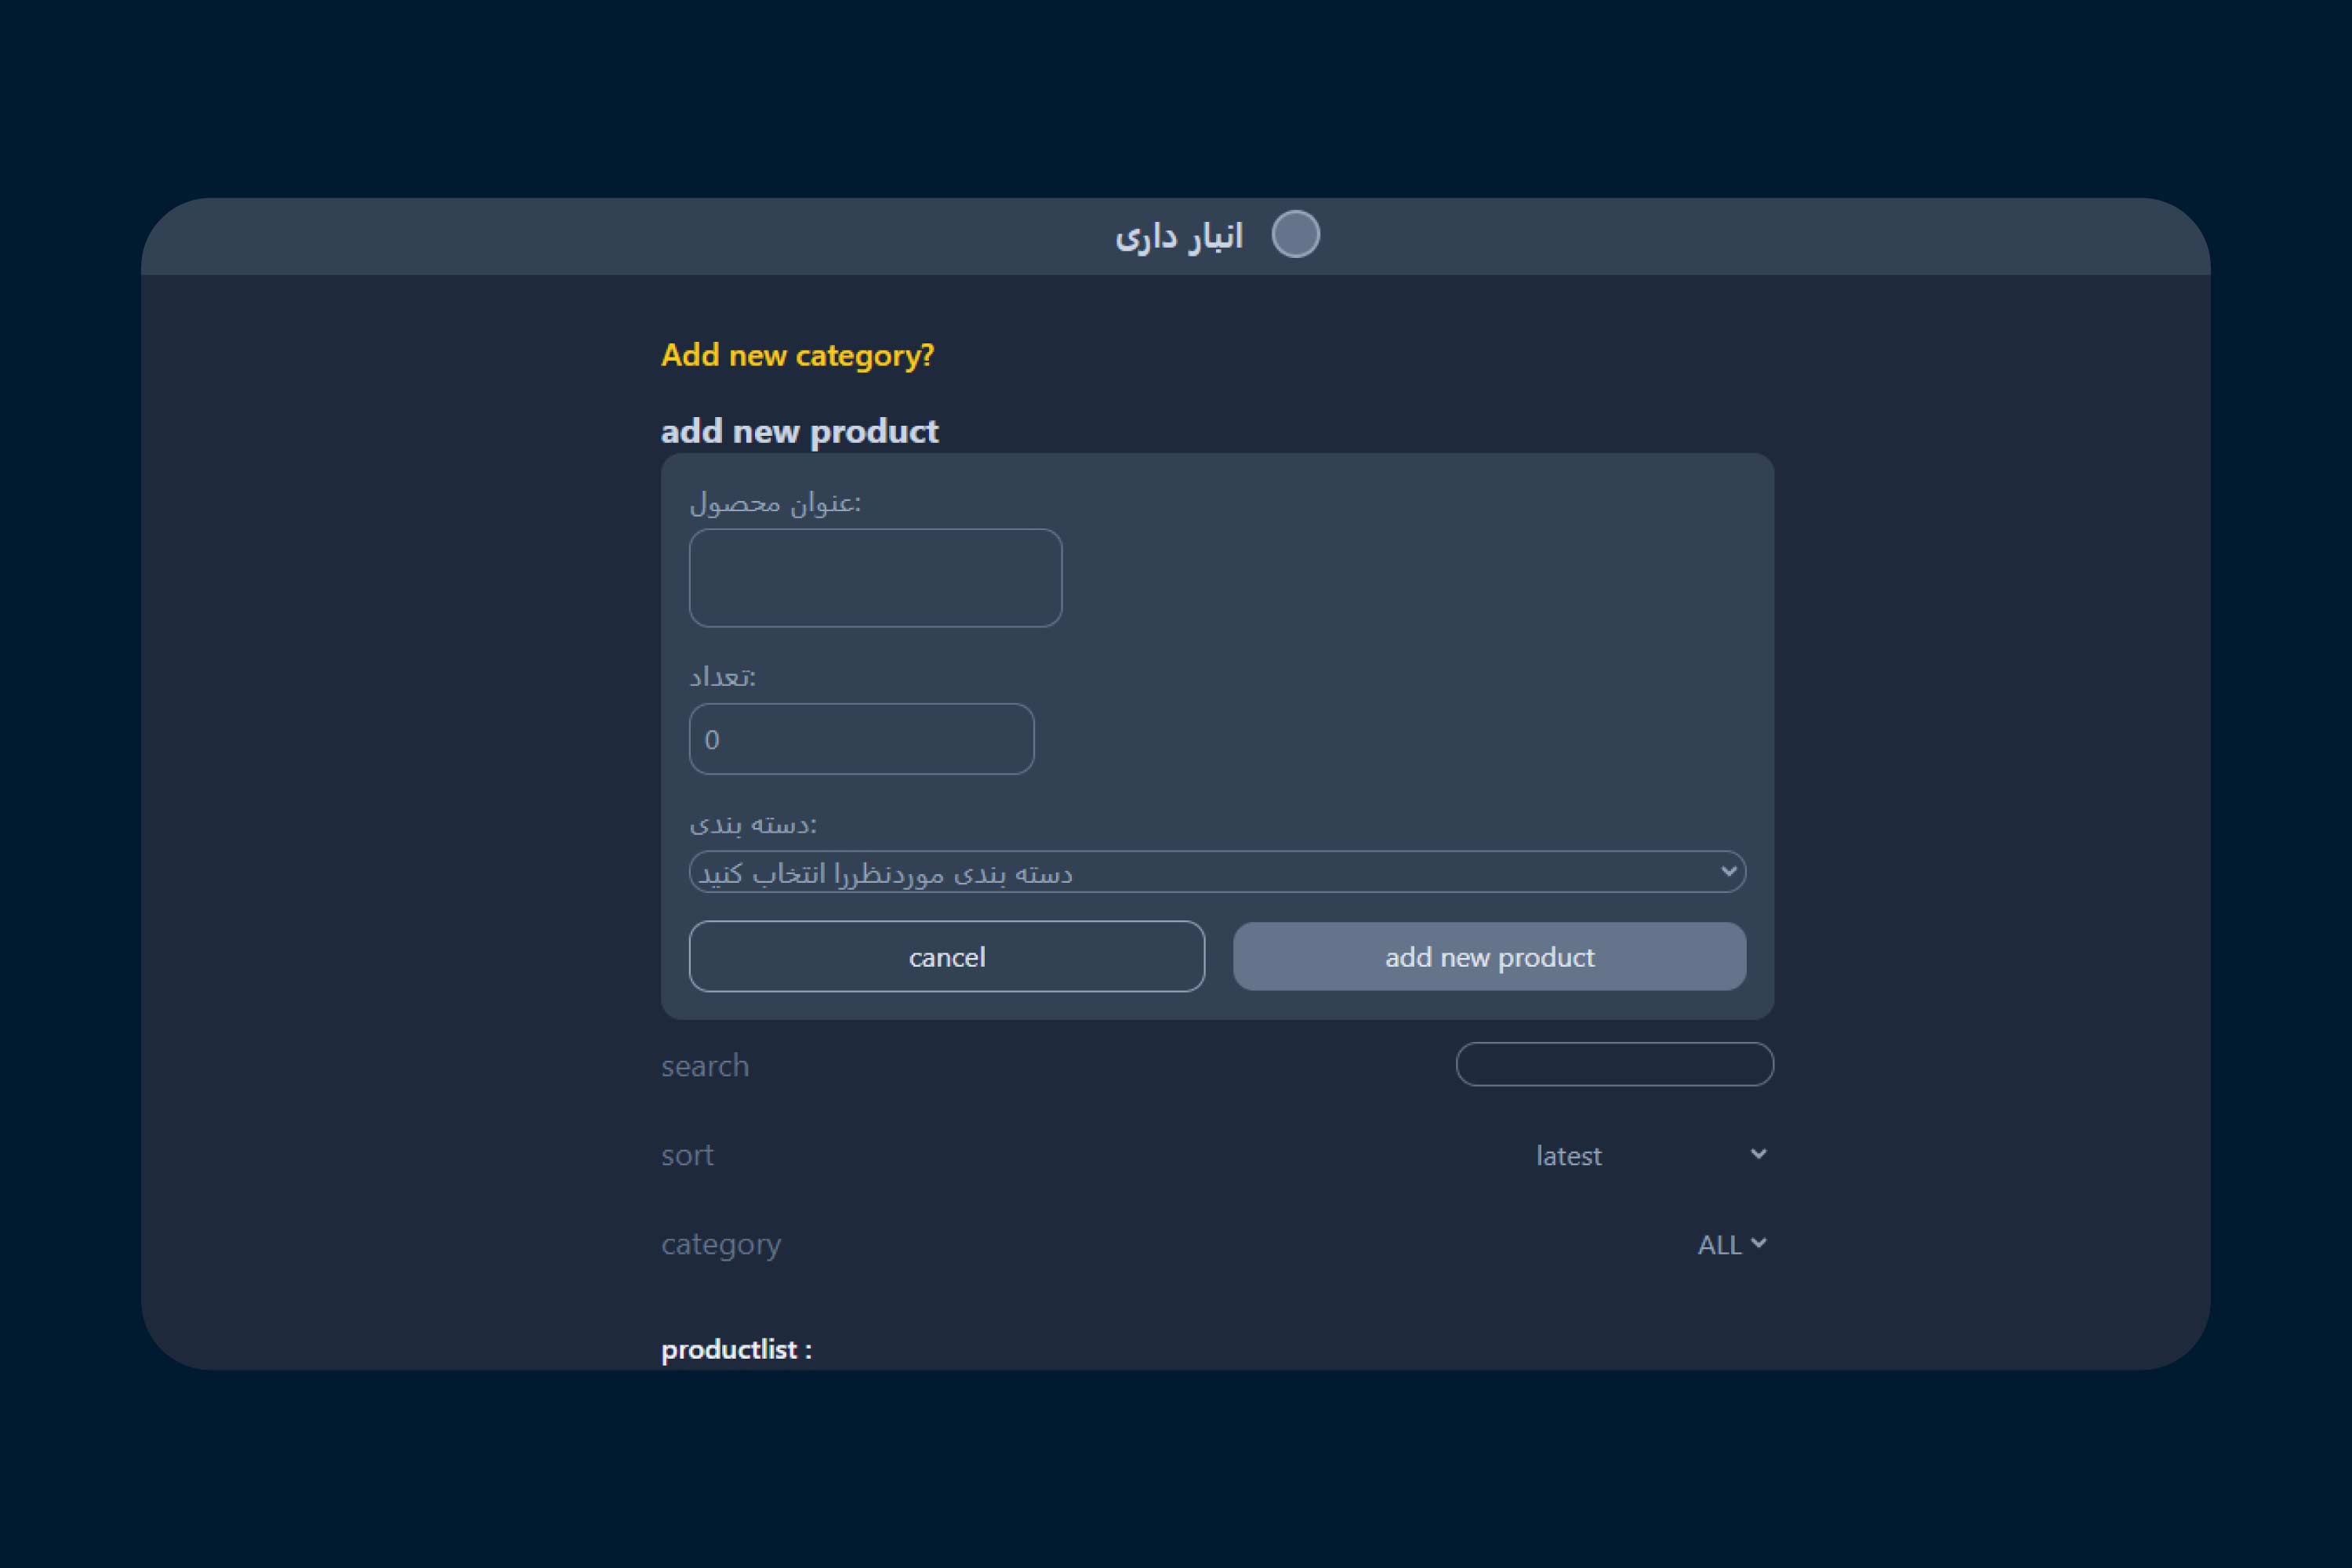 انبار داری
Add new category?
add new product
عنوان محصول:
تعداد:
0
دسته بندی:
دسته بندی موردنظررا انتخاب کنید
cancel
add new product
search
sort
latest
category
ALL
productlist :